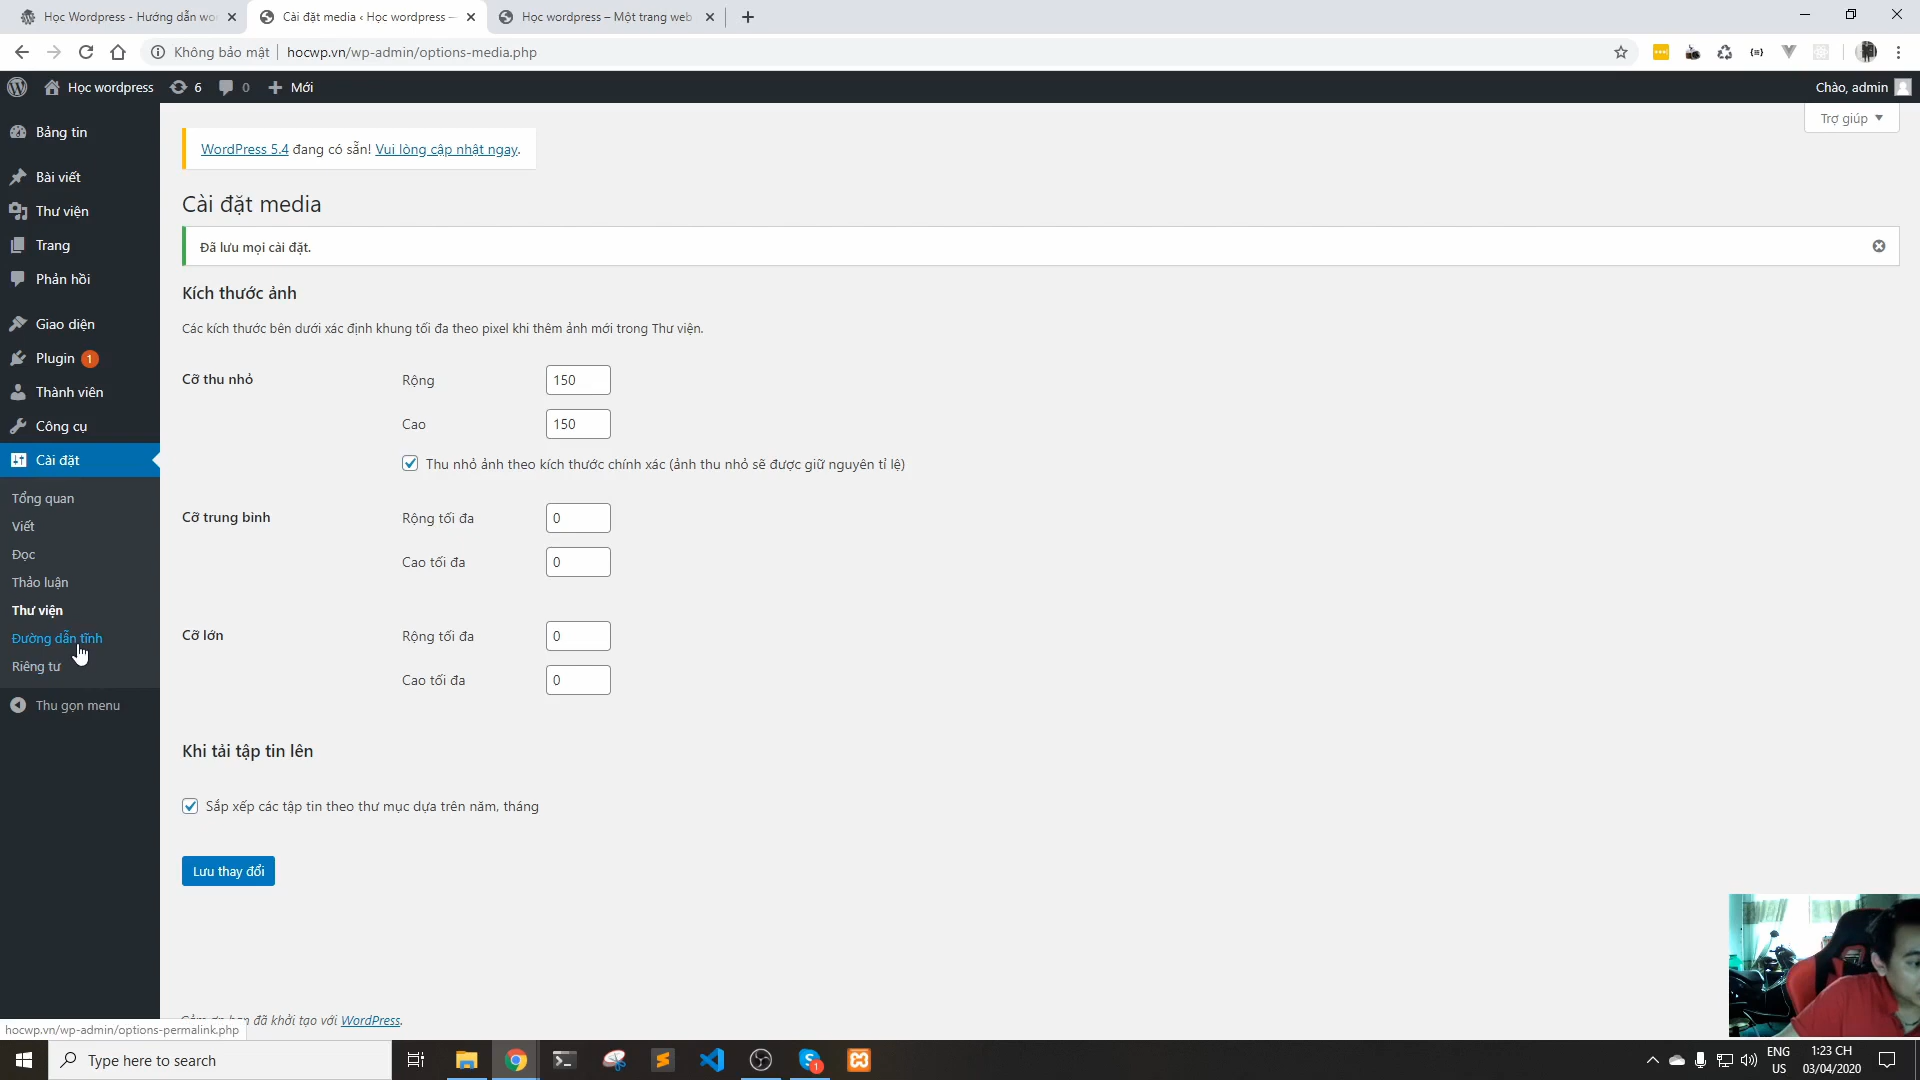 Học Wordpress - Hướng dẫn wo
Cài đặt media ‹ Học wordpress —
Học wordpress – Một trang web
Không bảo mật
hocwp.vn/wp-admin/options-media.php
Học wordpress
6
0
Mới
Chào, admin
Trợ giúp
Bảng tin
Bài viết
Thư viện
Trang
Phản hồi
Giao diện
Plugin 1
Thành viên
Công cụ
Cài đặt
Tổng quan
Viết
Đọc
Thảo luận
Thư viện
Đường dẫn tĩnh
Riêng tư
Thu gọn menu
WordPress 5.4 đang có sẵn! Vui lòng cập nhật ngay.
Cài đặt media
Đã lưu mọi cài đặt.
Kích thước ảnh
Các kích thước bên dưới xác định khung tối đa theo pixel khi thêm ảnh mới trong Thư viện.
Cỡ thu nhỏ
Rộng
150
Cao
150
Thu nhỏ ảnh theo kích thước chính xác (ảnh thu nhỏ sẽ được giữ nguyên tỉ lệ)
Cỡ trung bình
Rộng tối đa
0
Cao tối đa
0
Cỡ lớn
Rộng tối đa
0
Cao tối đa
0
Khi tải tập tin lên
Sắp xếp các tập tin theo thư mục dựa trên năm, tháng
Lưu thay đổi
đã khởi tạo với WordPress.
hocwp.vn/wp-admin/options-permalink.php
Type here to search
1
ENG
US
1:23 CH
03/04/2020